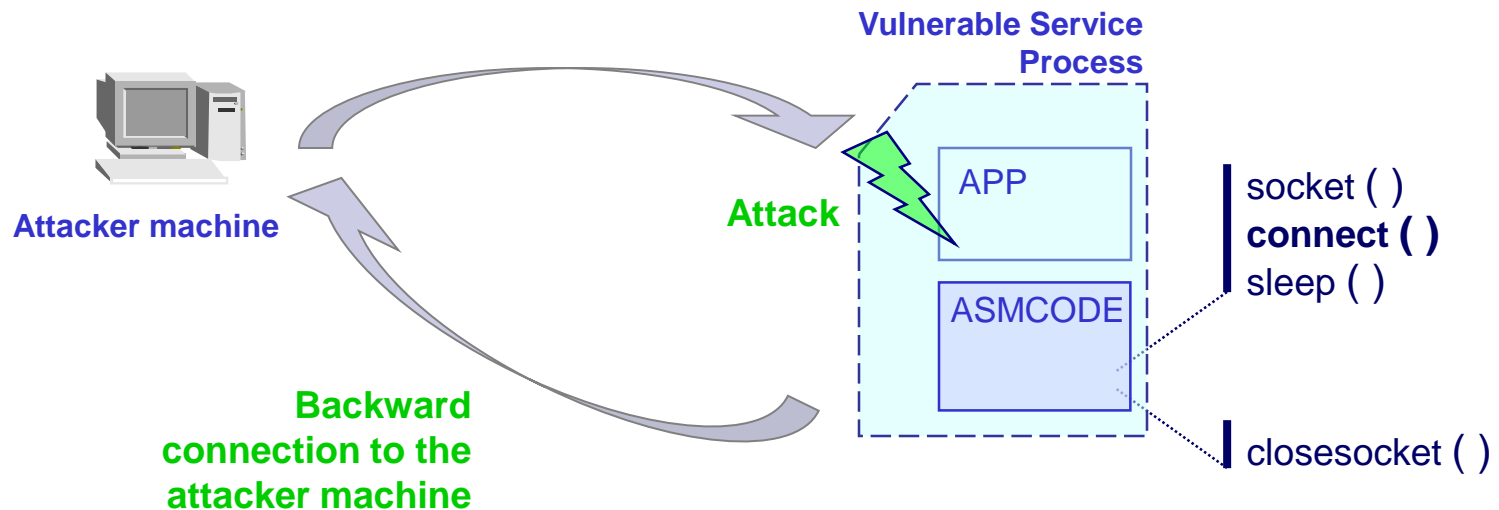 Vulnerable Service
Process
Attacker machine
Attack
APP
ASMCODE
socket ( )
connect ( )
sleep ( )
closesocket ( )
Backward
connection to the
attacker machine